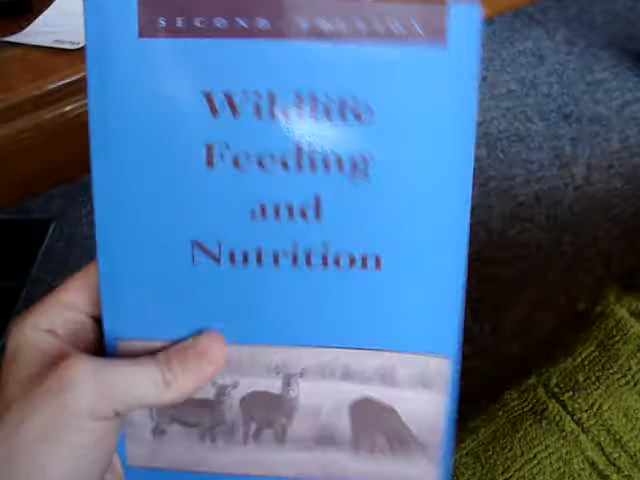 SECOND EDITION
Wildlife
Feeding
and
Nutrition